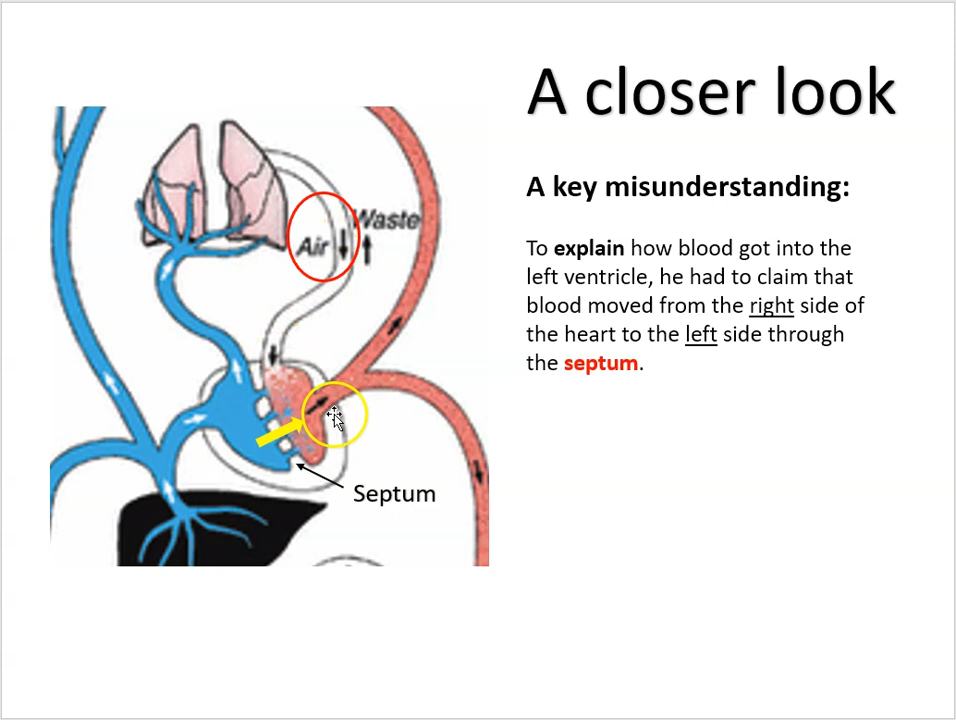 A closer look
A key misunderstanding:
To explain how blood got into the
left ventricle, he had to claim that
blood moved from the right side of
the heart to the left side through
the septum.
Waste
Air
Septum